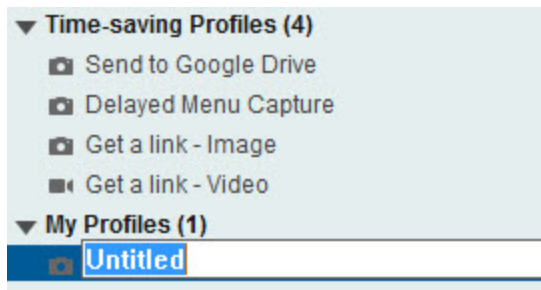 Time-saving Profiles (4)
Send to Google Drive
Delayed Menu Capture
Get a link - Image
Get a link - Video
My Profiles (1)
Untitled